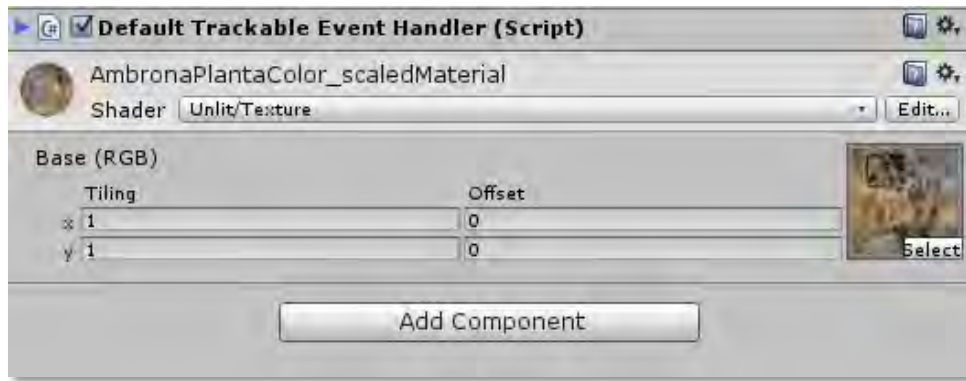 Default Trackable Event Handler (Script)
AmbronaPlantaColor_scaledMaterial
Shader Unlit/Texture Edit...
Base (RGB)
Tiling Offset
x 1 0
y 1 0
Select
Add Component